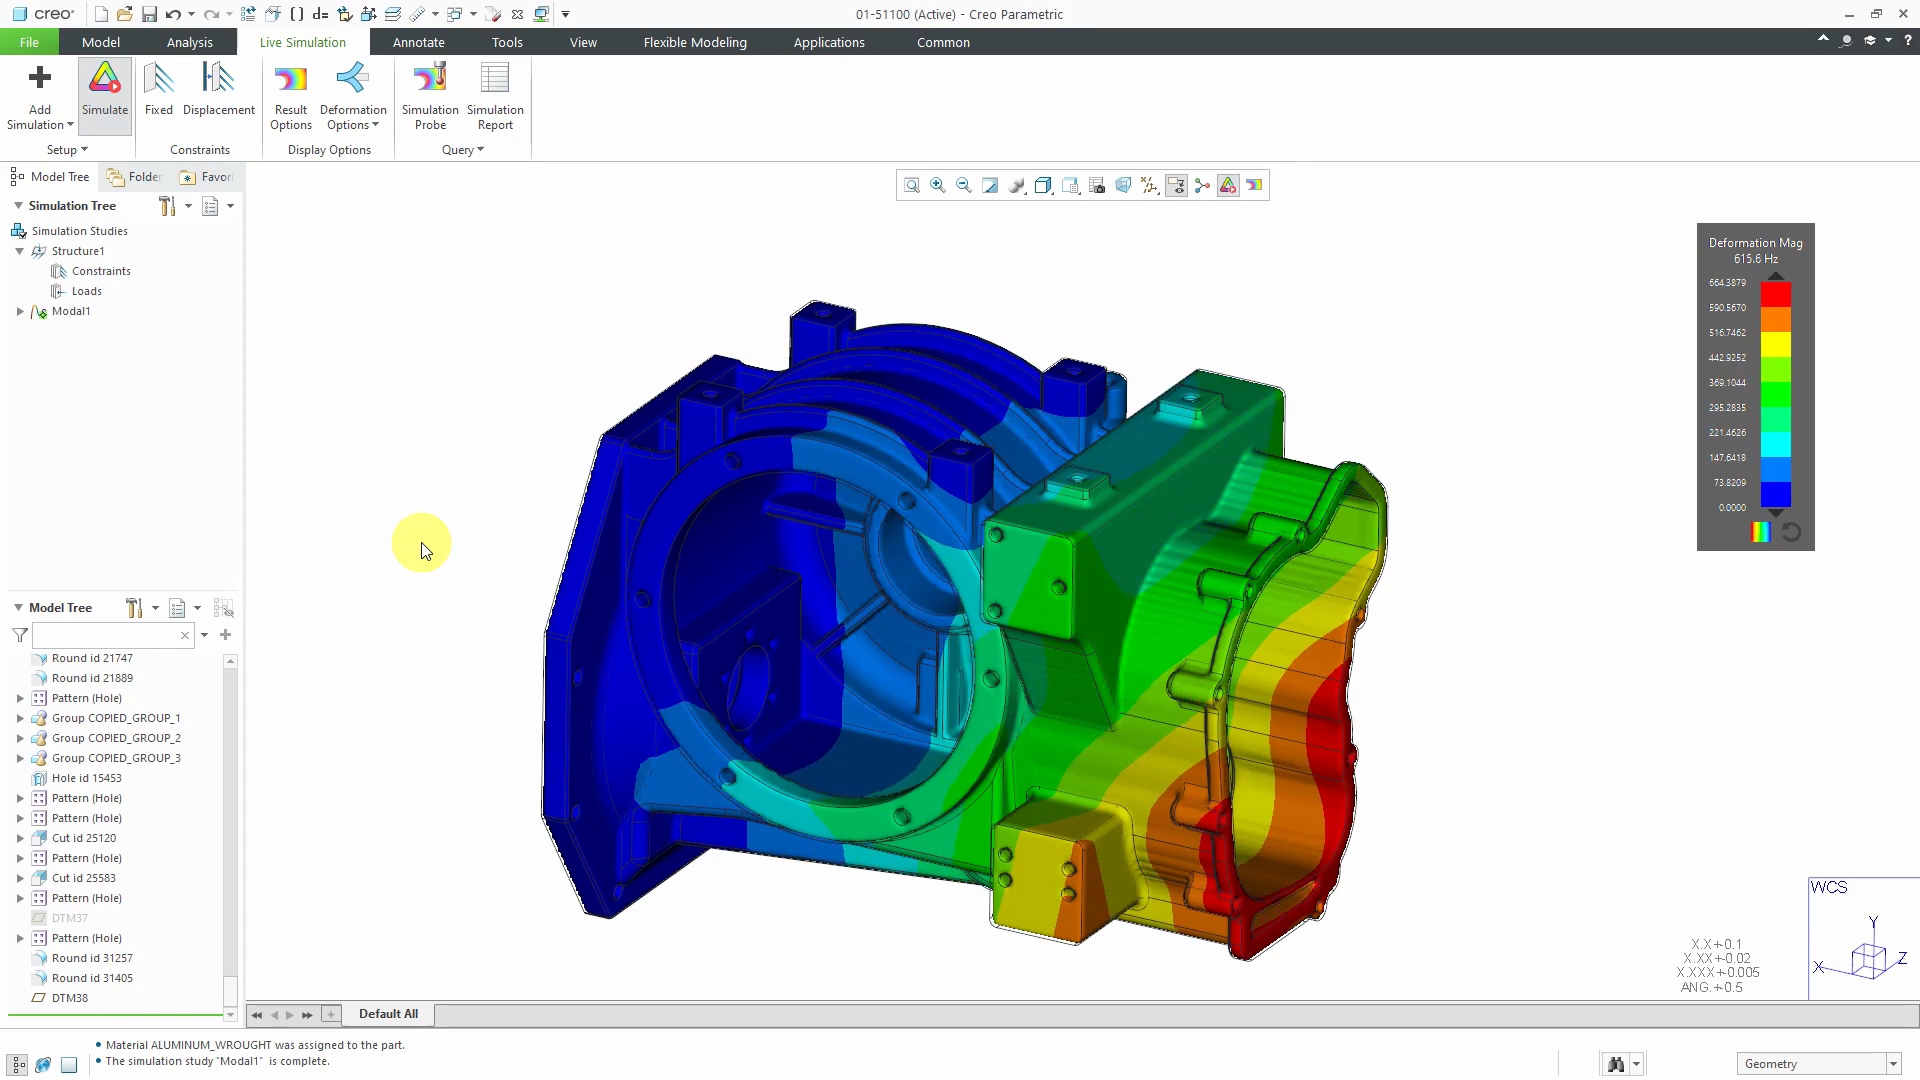 creo
01-51100 (Active) - Creo Parametric
File
Model
Analysis
Live Simulation
Annotate
Tools
View
Flexible Modeling
Applications
Common
Add
Simulation
Simulate
Fixed
Displacement
Result
Options
Deformation
Options
Simulation
Probe
Simulation
Report
Setup
Constraints
Display Options
Query
Model Tree
Folder
Favori
Simulation Tree
Simulation Studies
Structure1
Constraints
Loads
Modal1
Deformation Mag
615.6 Hz
664.3879
590.5670
516.7462
442.9252
369.1044
295.2835
221.4626
147.6418
73.8209
0.0000
Model Tree
Round id 21747
Round id 21889
Pattern (Hole)
Group COPIED_GROUP_1
Group COPIED_GROUP_2
Group COPIED_GROUP_3
Hole id 15453
Pattern (Hole)
Pattern (Hole)
Cut id 25120
Pattern (Hole)
Cut id 25583
Pattern (Hole)
DTM37
Pattern (Hole)
Round id 31257
Round id 31405
DTM38
WCS
Y
X
Z
X.X+-0.1
X.XX+-0.02
X.XXX+-0.005
ANG.+-0.5
Default All
Material ALUMINUM_WROUGHT was assigned to the part.
The simulation study "Modal1" is complete.
Geometry